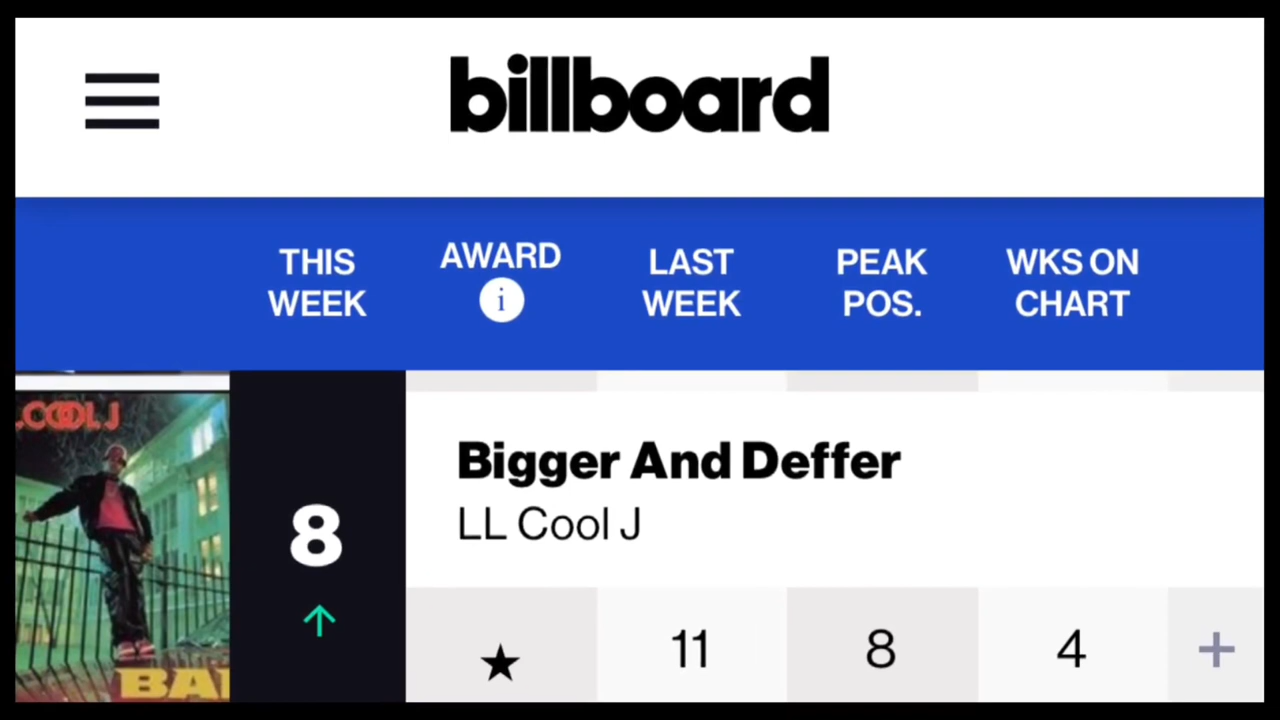 billboard
THIS WEEK
AWARD
i
LAST WEEK
PEAK POS.
WKS ON CHART
COOL J
BA
8
Bigger And Deffer
LL Cool J
11
8
4
+